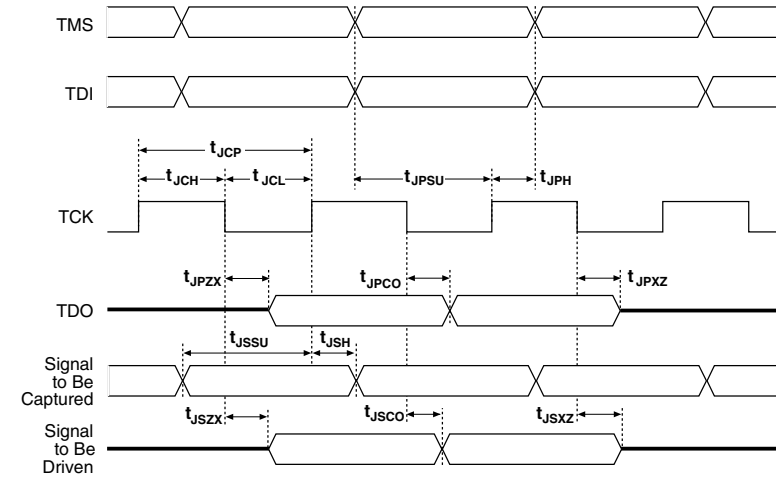 TMS
TDI
tJCP
tJCH tJCL tJPSU tJPH
TCK
tJPZX tJPCO tJPXZ
TDO
tJSSU tJSH
Signal
to Be
Captured
tJSZX tJSCO tJSXZ
Signal
to Be
Driven